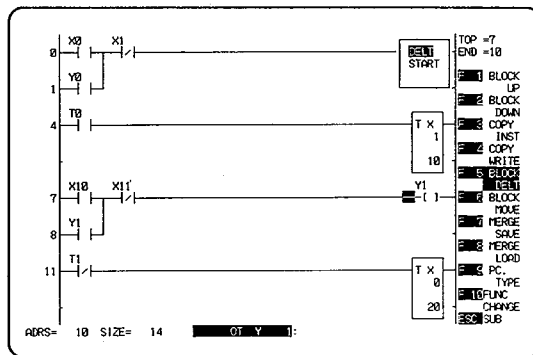 X0 X1
0
DELT
START
Y0
1
T0
4
T X
1
10
X10 X11
7
Y1
Y1
8
T1
11
T X
0
20
TOP =7
END =10
F 1 BLOCK
UP
F 2 BLOCK
DOWN
F 3 COPY
INST
F 4 COPY
WRITE
F 5 BLOCK
DELT
F 6 BLOCK
MOVE
F 7 MERGE
SAVE
F 8 MERGE
LOAD
F 9 PC.
TYPE
F 10 FUNC
CHANGE
ESC SUB
ADRS= 10 SIZE= 14 OT Y 1: